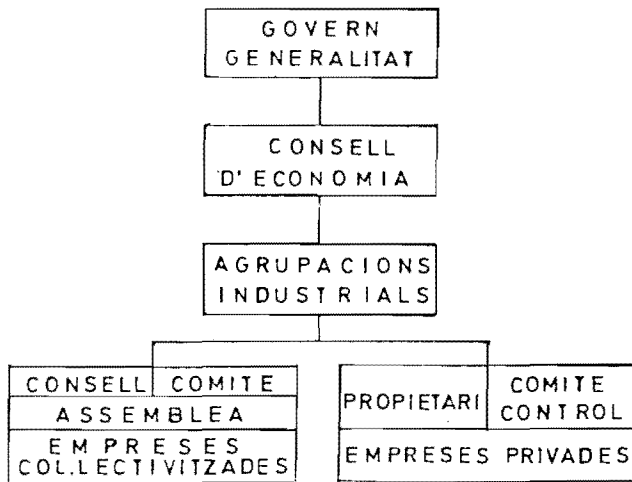 GOVERN
GENERALITAT
CONSELL
D'ECONOMIA
AGRUPACIONS
INDUSTRIALS
CONSELL COMITE
ASSEMBLEA
EMPRESES
COL.LECTIVITZADES
PROPIETARI
COMITE
CONTROL
EMPRESES PRIVADES